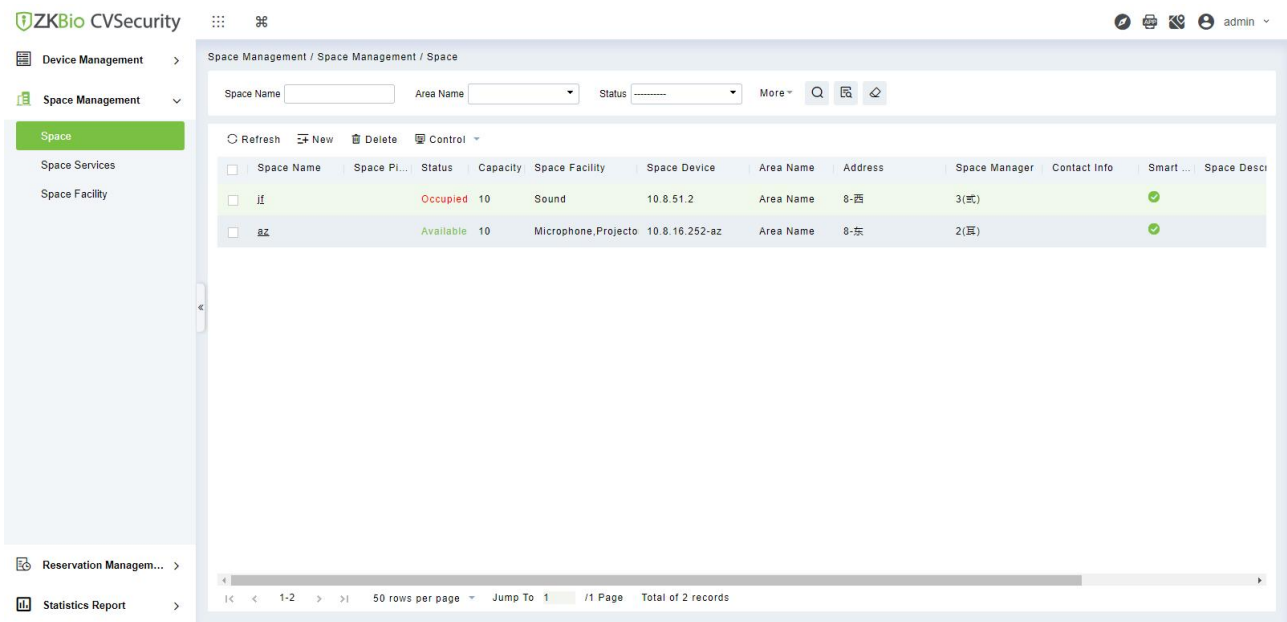 ZKBio CVSecurity
admin
Device Management
Space Management
Space
Space Services
Space Facility
Reservation Managem...
Statistics Report
Space Management / Space Management / Space
Space Name Area Name Status ---------- More
Refresh New Delete Control
Space Name Space Pi... Status Capacity Space Facility Space Device Area Name Address Space Manager Contact Info Smart ... Space Descr
jf Occupied 10 Sound 10.8.51.2 Area Name 8-西 3(弍)
az Available 10 Microphone,Projecto 10.8.16.252-az Area Name 8-东 2(耳)
1-2 50 rows per page Jump To 1 /1 Page Total of 2 records